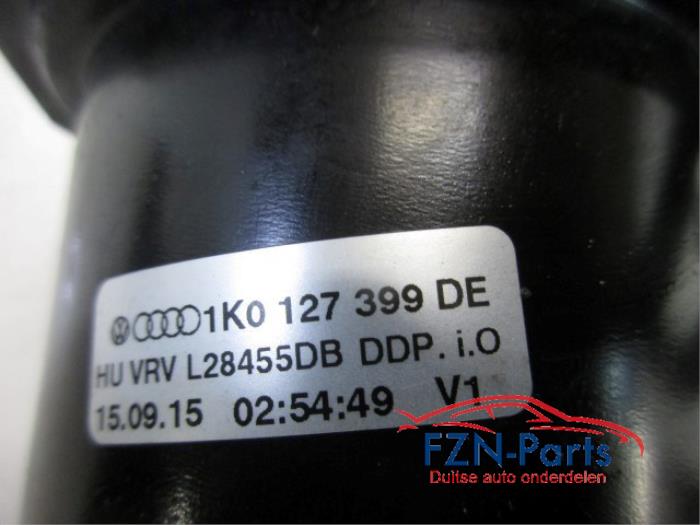 1K0 127 399 DE
HU VRV L28455DB DDP. i.O
15.09.15 02:54:49 V1
FZN-Parts
Duitse auto onderdelen